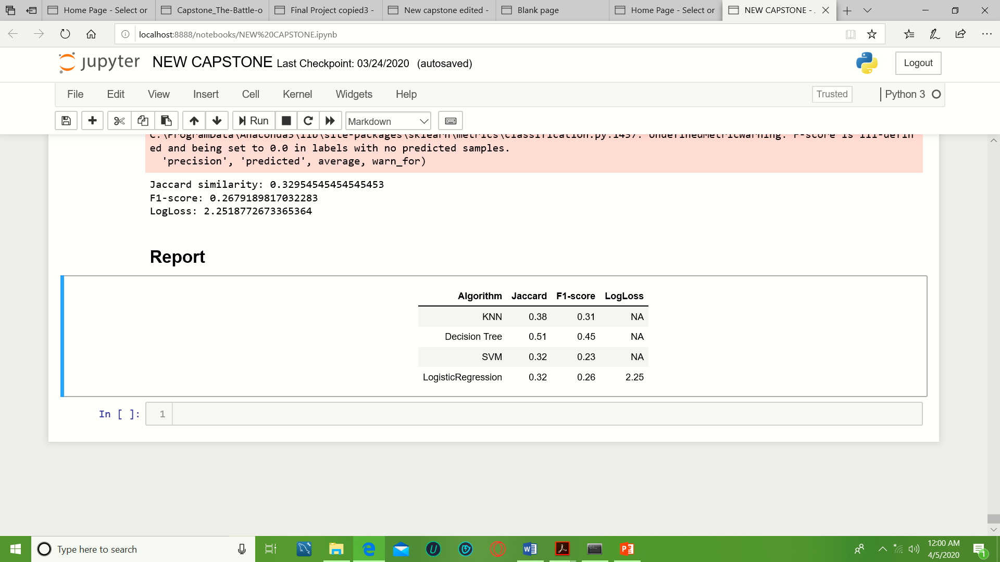 Home Page - Select or
Capstone_The-Battle-o
Final Project copied3 -
New capstone edited -
Blank page
Home Page - Select or
NEW CAPSTONE - .
localhost:8888/notebooks/NEW%20CAPSTONE.ipynb
jupyter NEW CAPSTONE Last Checkpoint: 03/24/2020 (autosaved)
Logout
File Edit View Insert Cell Kernel Widgets Help
Trusted
Python 3
Run
Markdown
C:\ProgramData\Anaconda3\lib\site-packages\sklearn\metrics\classification.py:1437: UndefinedMetricWarning: F-score is ill-defin
ed and being set to 0.0 in labels with no predicted samples.
'precision', 'predicted', average, warn_for)
Jaccard similarity: 0.32954545454545453
F1-score: 0.2679189817032283
LogLoss: 2.2518772673365364
Report
Algorithm Jaccard F1-score LogLoss
KNN 0.38 0.31 NA
Decision Tree 0.51 0.45 NA
SVM 0.32 0.23 NA
LogisticRegression 0.32 0.26 2.25
In [ ]: 1
Type here to search
12:00 AM
4/5/2020
1